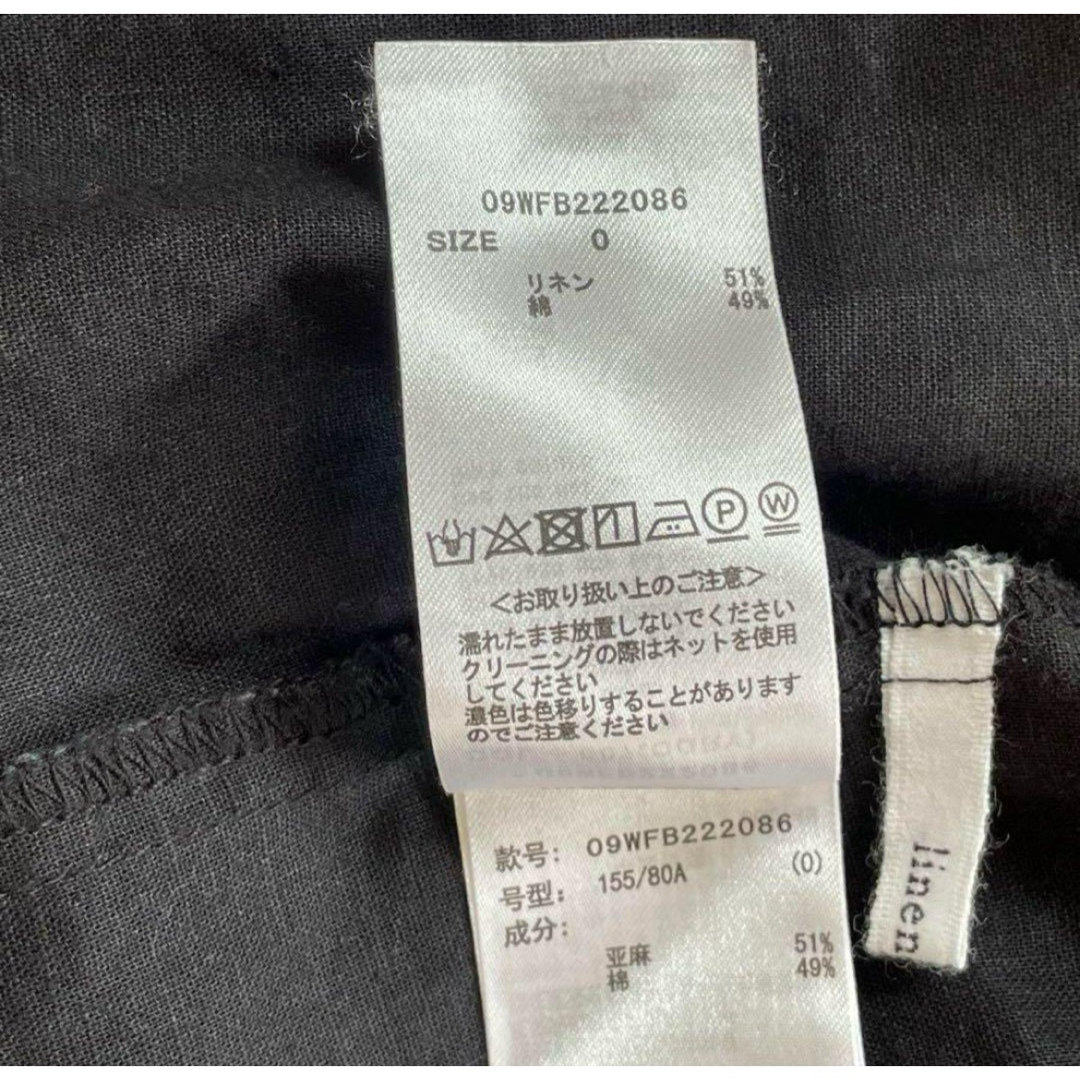 09WFB222086
SIZE 0
リネン 51%
綿 49%
P W
<お取り扱い上のご注意>
濡れたまま放置しないでください
クリーニングの際はネットを使用
してください
濃色は色移りすることがあります
のでご注意ください
款号: 09WFB222086
号型: 155/80A (0)
成分:
亚麻 51%
棉 49%
linen